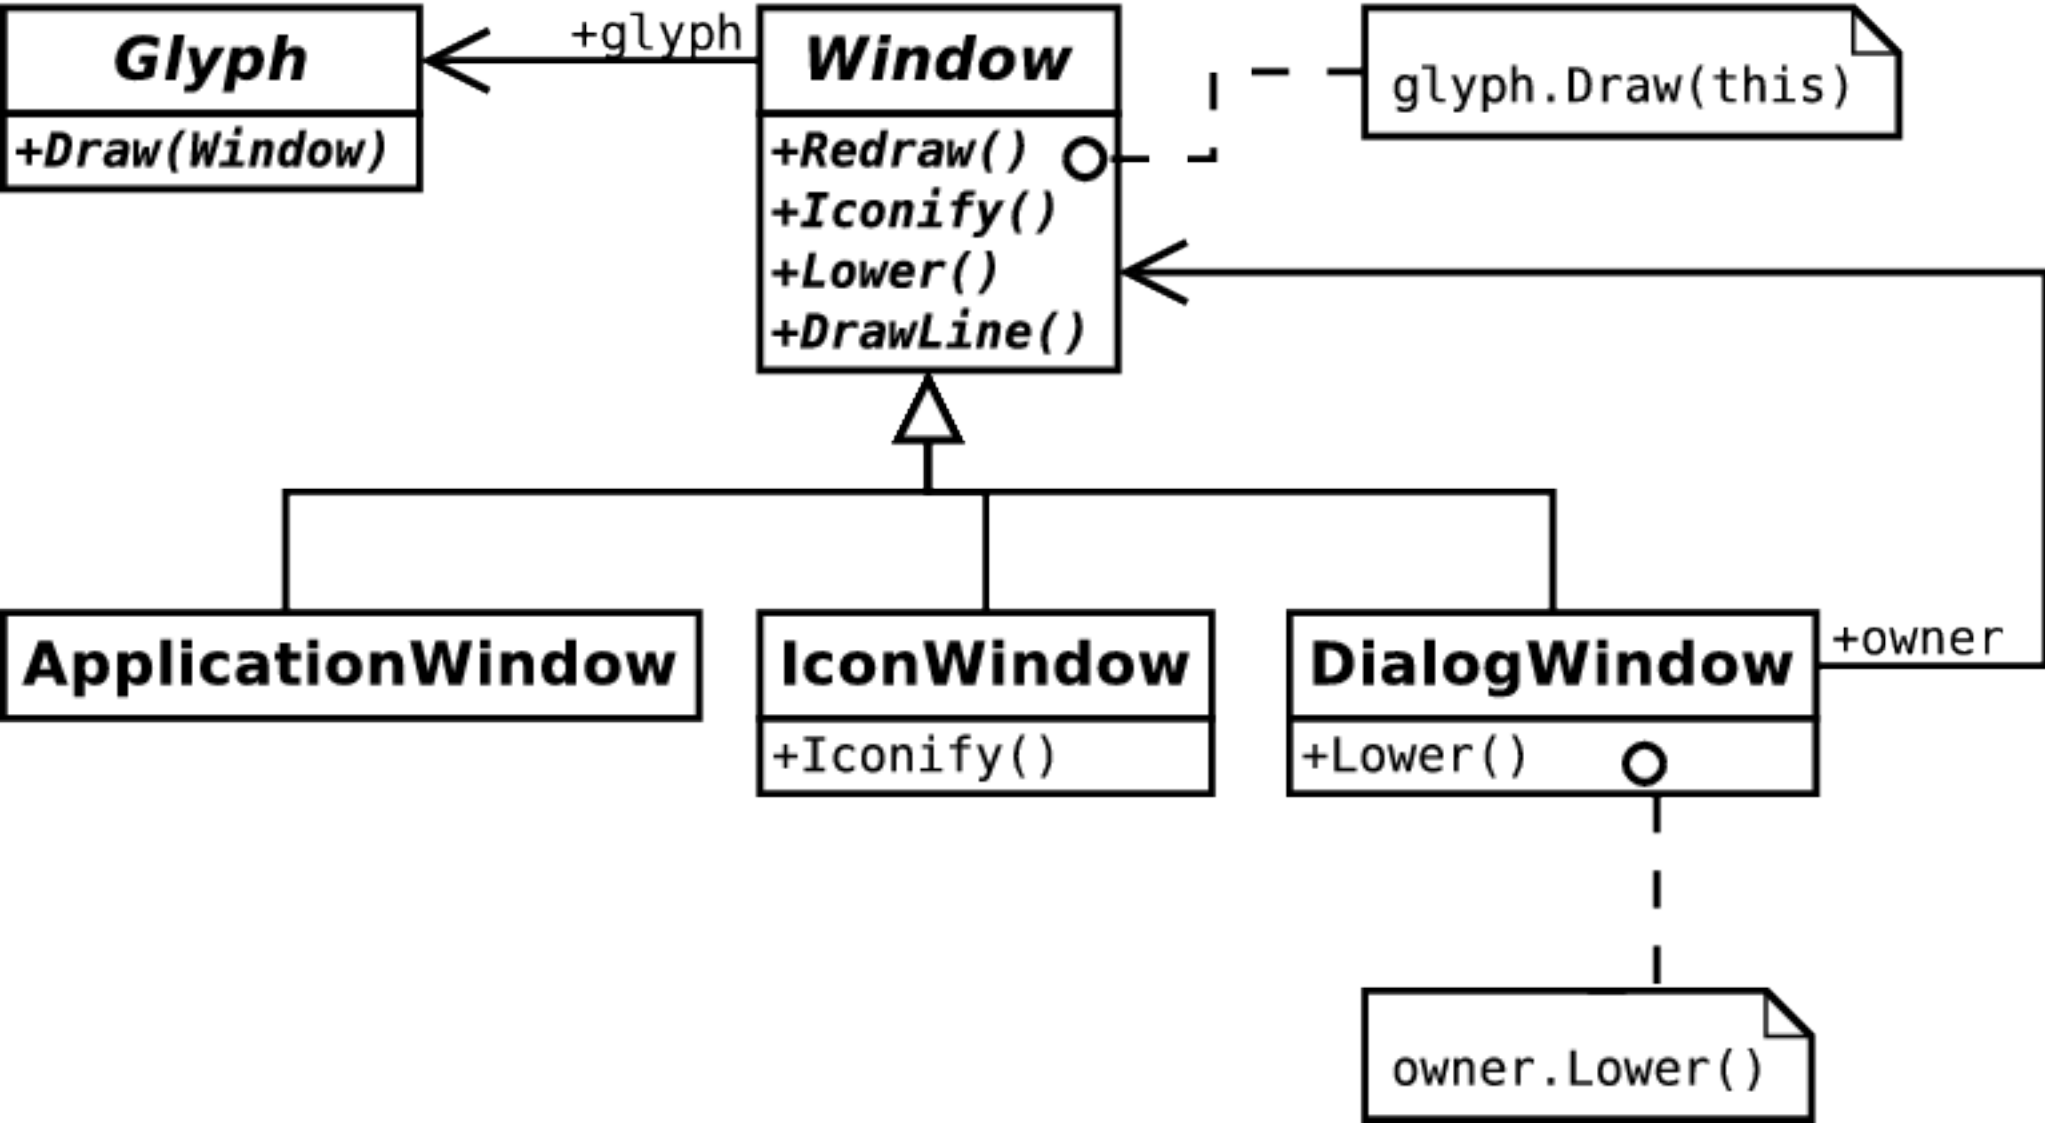 Glyph
+Draw(Window)
+glyph
Window
+Redraw()
+Iconify()
+Lower()
+DrawLine()
glyph.Draw(this)
ApplicationWindow
IconWindow
+Iconify()
DialogWindow
+Lower()
+owner
owner.Lower()